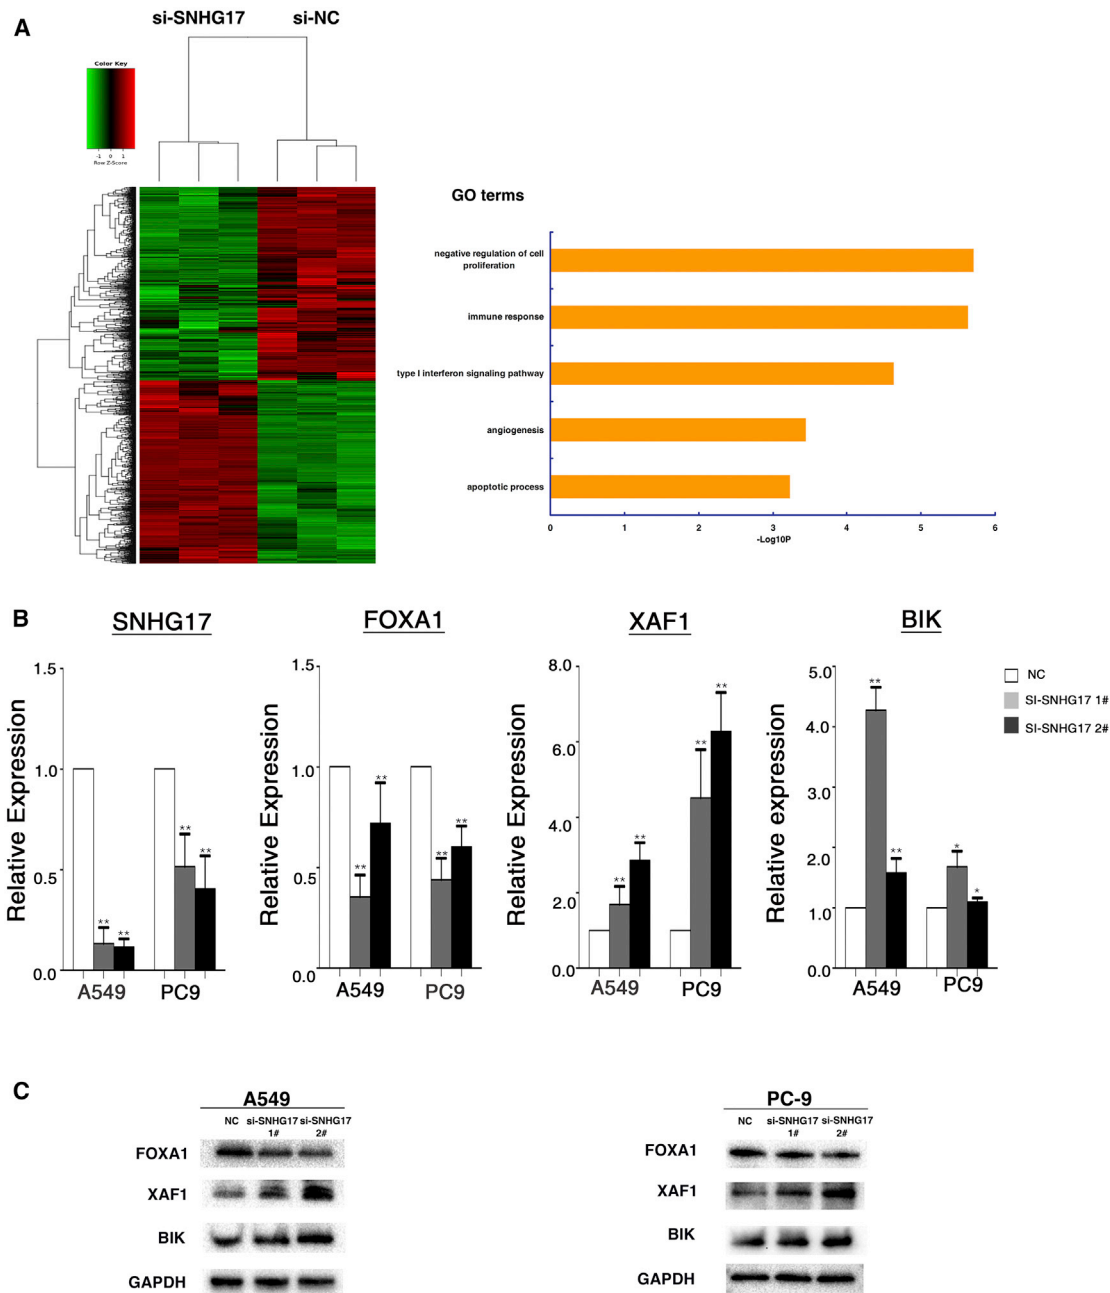 A
si-SNHG17 si-NC
Color Key
-1 0 1
Row Z-Score
GO terms
negative regulation of cell
proliferation
immune response
type I interferon signaling pathway
angiogenesis
apoptotic process
0 1 2 3 4 5 6
-Log10P
B
SNHG17
Relative Expression
1.5
1.0
0.5
0.0
** ** ** **
A549 PC9
FOXA1
Relative Expression
1.5
1.0
0.5
0.0
** ** ** **
A549 PC9
XAF1
Relative Expression
8.0
6.0
4.0
2.0
0.0
** ** ** **
A549 PC9
BIK
Relative expression
5.0
4.0
3.0
2.0
1.0
0.0
** ** * *
A549 PC9
NC
SI-SNHG17 1#
SI-SNHG17 2#
C
A549
NC si-SNHG17 si-SNHG17
1# 2#
FOXA1
XAF1
BIK
GAPDH
PC-9
NC si-SNHG17 si-SNHG17
1# 2#
FOXA1
XAF1
BIK
GAPDH